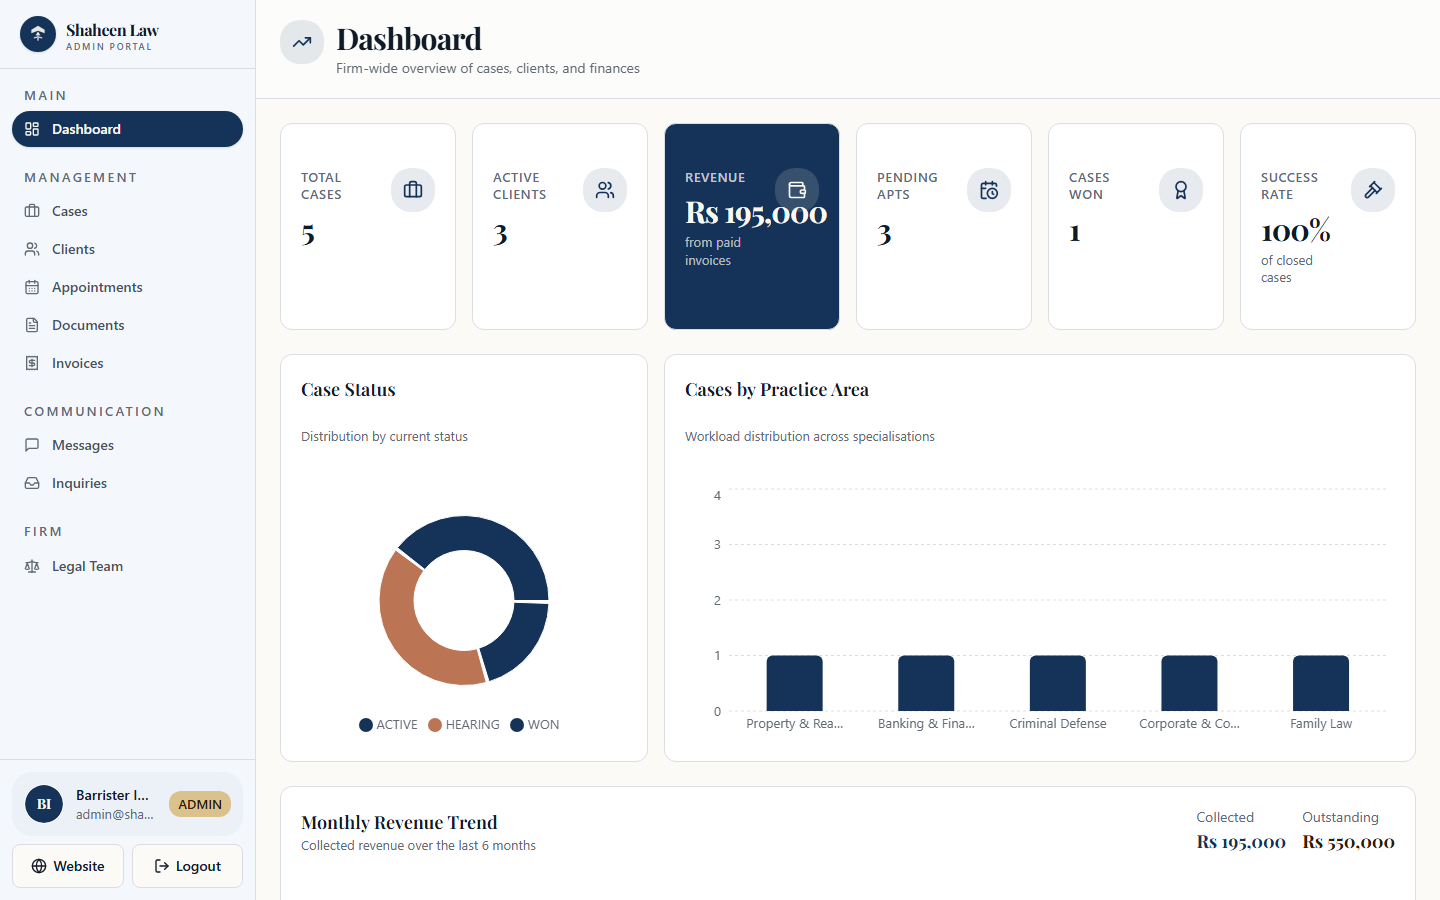 Shaheen Law
ADMIN PORTAL
MAIN
Dashboard
MANAGEMENT
Cases
Clients
Appointments
Documents
Invoices
COMMUNICATION
Messages
Inquiries
FIRM
Legal Team
BI
Barrister I...
admin@sha...
ADMIN
Website
Logout
Dashboard
Firm-wide overview of cases, clients, and finances
TOTAL
CASES
5
ACTIVE
CLIENTS
3
REVENUE
Rs 195,000
from paid
invoices
PENDING
APTS
3
CASES
WON
1
SUCCESS
RATE
100%
of closed
cases
Case Status
Distribution by current status
ACTIVE HEARING WON
Cases by Practice Area
Workload distribution across specialisations
4
3
2
1
0
Property & Rea... Banking & Fina... Criminal Defense Corporate & Co... Family Law
Monthly Revenue Trend
Collected revenue over the last 6 months
Collected
Rs 195,000
Outstanding
Rs 550,000